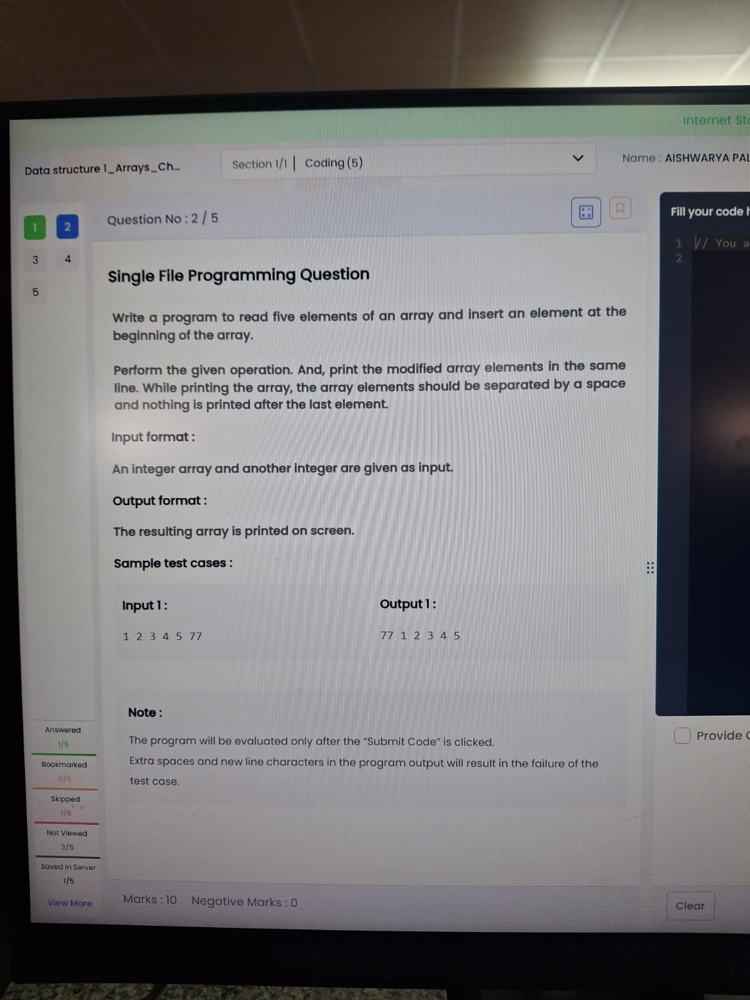 Internet
Data structure 1_Arrays_Ch...
Section 1/1 | Coding (5)
Name : AISHWARYA PAL
1 2
3 4
5
Question No : 2 / 5
Fill your code
1 // You
2
Single File Programming Question
Write a program to read five elements of an array and insert an element at the
beginning of the array.
Perform the given operation. And, print the modified array elements in the same
line. While printing the array, the array elements should be separated by a space
and nothing is printed after the last element.
Input format :
An integer array and another integer are given as input.
Output format :
The resulting array is printed on screen.
Sample test cases :
Input 1 : Output 1 :
1 2 3 4 5 77 77 1 2 3 4 5
Note :
The program will be evaluated only after the “Submit Code” is clicked.
Extra spaces and new line characters in the program output will result in the failure of the
test case.
Answered
1/5
Bookmarked
0/5
Skipped
1/5
Not Viewed
3/5
Saved in Server
1/5
View More
Marks : 10 Negative Marks : 0
Provide
Clear